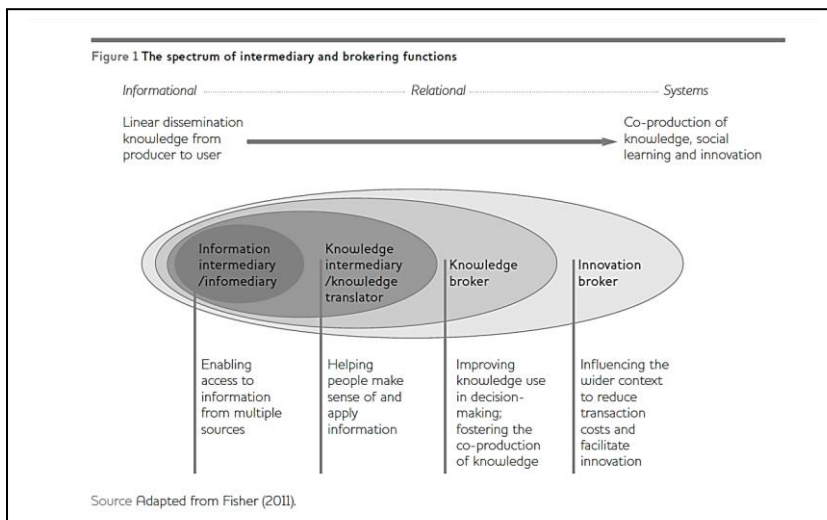 Figure 1 The spectrum of intermediary and brokering functions
Informational Relational Systems
Linear dissemination
knowledge from
producer to user
Co-production of
knowledge, social
learning and innovation
Information
intermediary
/infomediary
Knowledge
intermediary
/knowledge
translator
Knowledge
broker
Innovation
broker
Enabling
access to
information
from multiple
sources
Helping
people make
sense of and
apply
information
Improving
knowledge use
in decision-
making;
fostering the
co-production
of knowledge
Influencing the
wider context
to reduce
transaction
costs and
facilitate
innovation
Source Adapted from Fisher (2011).